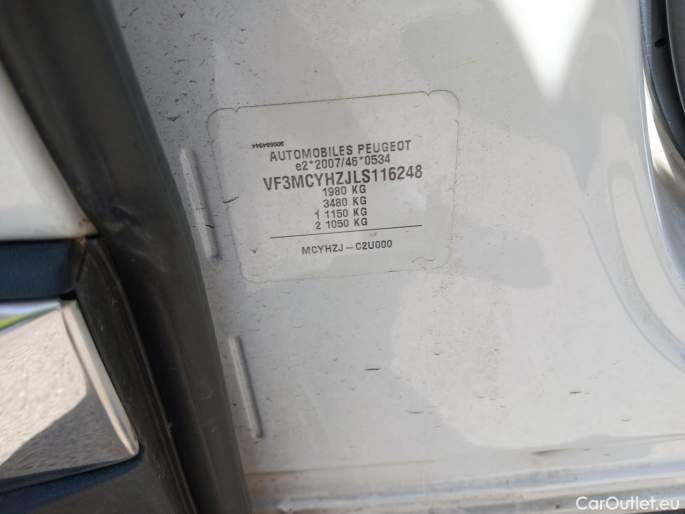 9806684944
AUTOMOBILES PEUGEOT
e2*2007/46*0534
VF3MCYHZJLS116248
1980 KG
3480 KG
1 1150 KG
2 1050 KG
MCYHZJ-C2U000
CarOutlet.eu